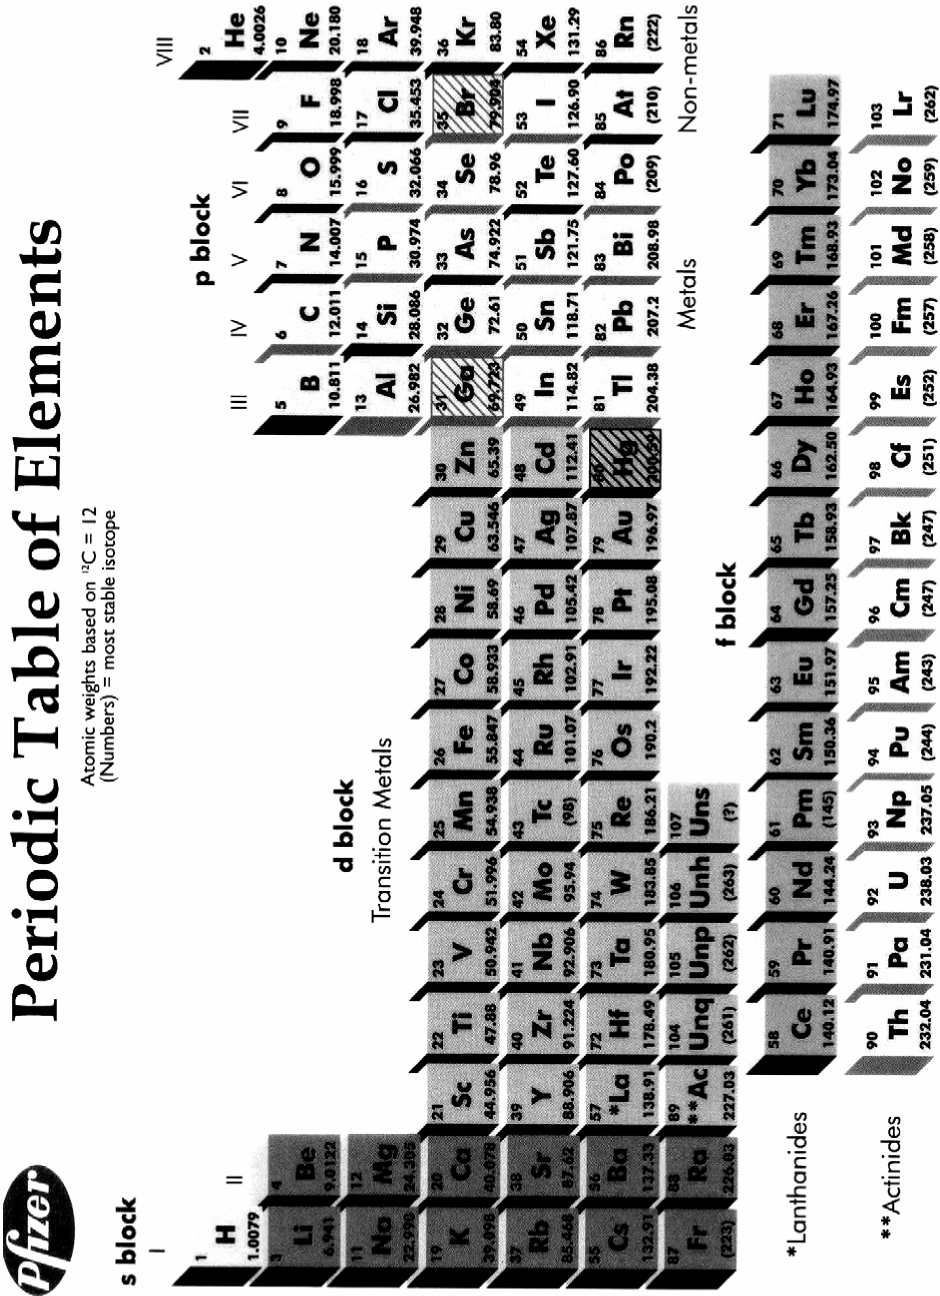 Pfizer
Periodic Table of Elements
Atomic weights based on ¹²C = 12
(Numbers) = most stable isotope
s block
d block
Transition Metals
p block
I II III IV V VI VII VIII
1 H 1.0079
2 He 4.0026
3 Li 6.941
4 Be 9.0122
5 B 10.811
6 C 12.011
7 N 14.007
8 O 15.999
9 F 18.998
10 Ne 20.180
11 Na 22.990
12 Mg 24.305
13 Al 26.982
14 Si 28.086
15 P 30.974
16 S 32.066
17 Cl 35.453
18 Ar 39.948
19 K 39.098
20 Ca 40.078
21 Sc 44.956
22 Ti 47.88
23 V 50.942
24 Cr 51.996
25 Mn 54.938
26 Fe 55.847
27 Co 58.933
28 Ni 58.69
29 Cu 63.546
30 Zn 65.39
31 Ga 69.723
32 Ge 72.61
33 As 74.922
34 Se 78.96
35 Br 79.904
36 Kr 83.80
37 Rb 85.468
38 Sr 87.62
39 Y 88.906
40 Zr 91.224
41 Nb 92.906
42 Mo 95.94
43 Tc (98)
44 Ru 101.07
45 Rh 102.91
46 Pd 105.42
47 Ag 107.87
48 Cd 112.41
49 In 114.82
50 Sn 118.71
51 Sb 121.75
52 Te 127.60
53 I 126.90
54 Xe 131.29
55 Cs 132.91
56 Ba 137.33
57 *La 138.91
72 Hf 178.49
73 Ta 180.95
74 W 183.85
75 Re 186.21
76 Os 190.2
77 Ir 192.22
78 Pt 195.08
79 Au 196.97
80 Hg 200.59
81 Tl 204.38
82 Pb 207.2
83 Bi 208.98
84 Po (209)
85 At (210)
86 Rn (222)
87 Fr (223)
88 Ra 226.03
89 **Ac 227.03
104 Unq (261)
105 Unp (262)
106 Unh (263)
107 Uns (?)
Metals
Non-metals
f block
*Lanthanides
58 Ce 140.12
59 Pr 140.91
60 Nd 144.24
61 Pm (145)
62 Sm 150.36
63 Eu 151.97
64 Gd 157.25
65 Tb 158.93
66 Dy 162.50
67 Ho 164.93
68 Er 167.26
69 Tm 168.93
70 Yb 173.04
71 Lu 174.97
**Actinides
90 Th 232.04
91 Pa 231.04
92 U 238.03
93 Np 237.05
94 Pu (244)
95 Am (243)
96 Cm (247)
97 Bk (247)
98 Cf (251)
99 Es (252)
100 Fm (257)
101 Md (258)
102 No (259)
103 Lr (262)